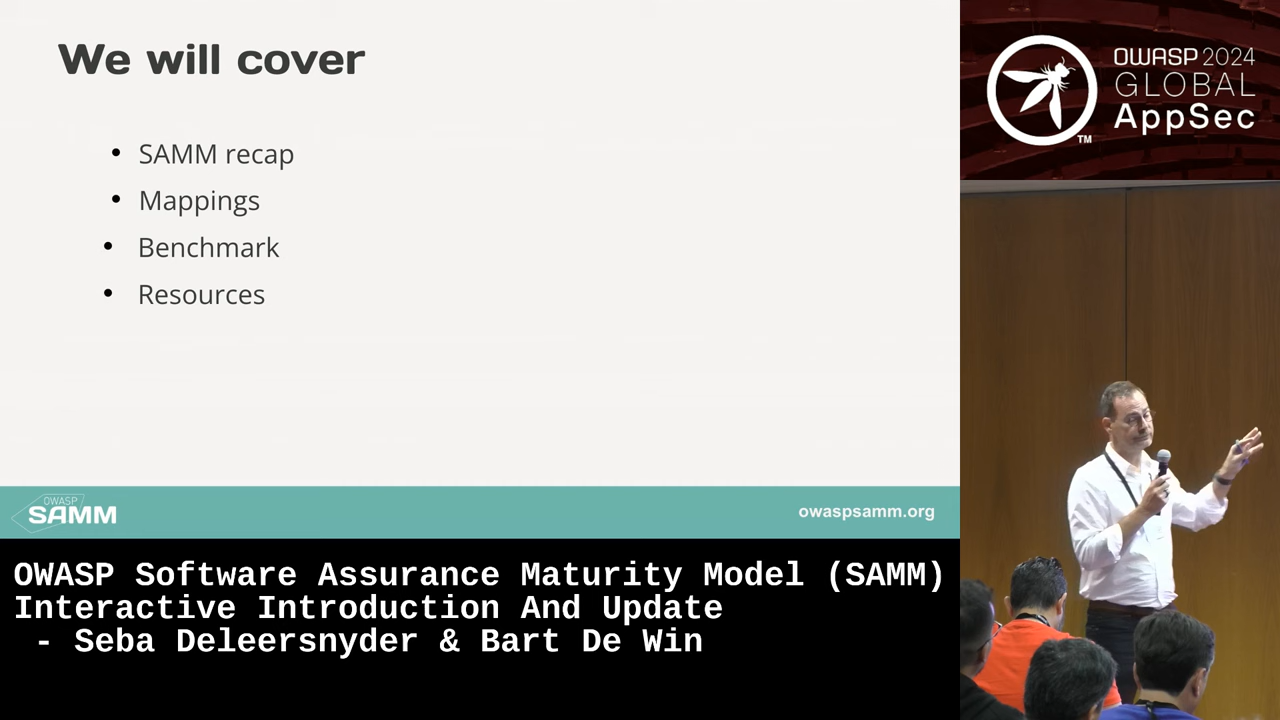 We will cover
• SAMM recap
• Mappings
• Benchmark
• Resources
OWASP
SAMM
owaspsamm.org
OWASP Software Assurance Maturity Model (SAMM)
Interactive Introduction And Update
- Seba Deleersnyder & Bart De Win
OWASP 2024
GLOBAL
AppSec
TM